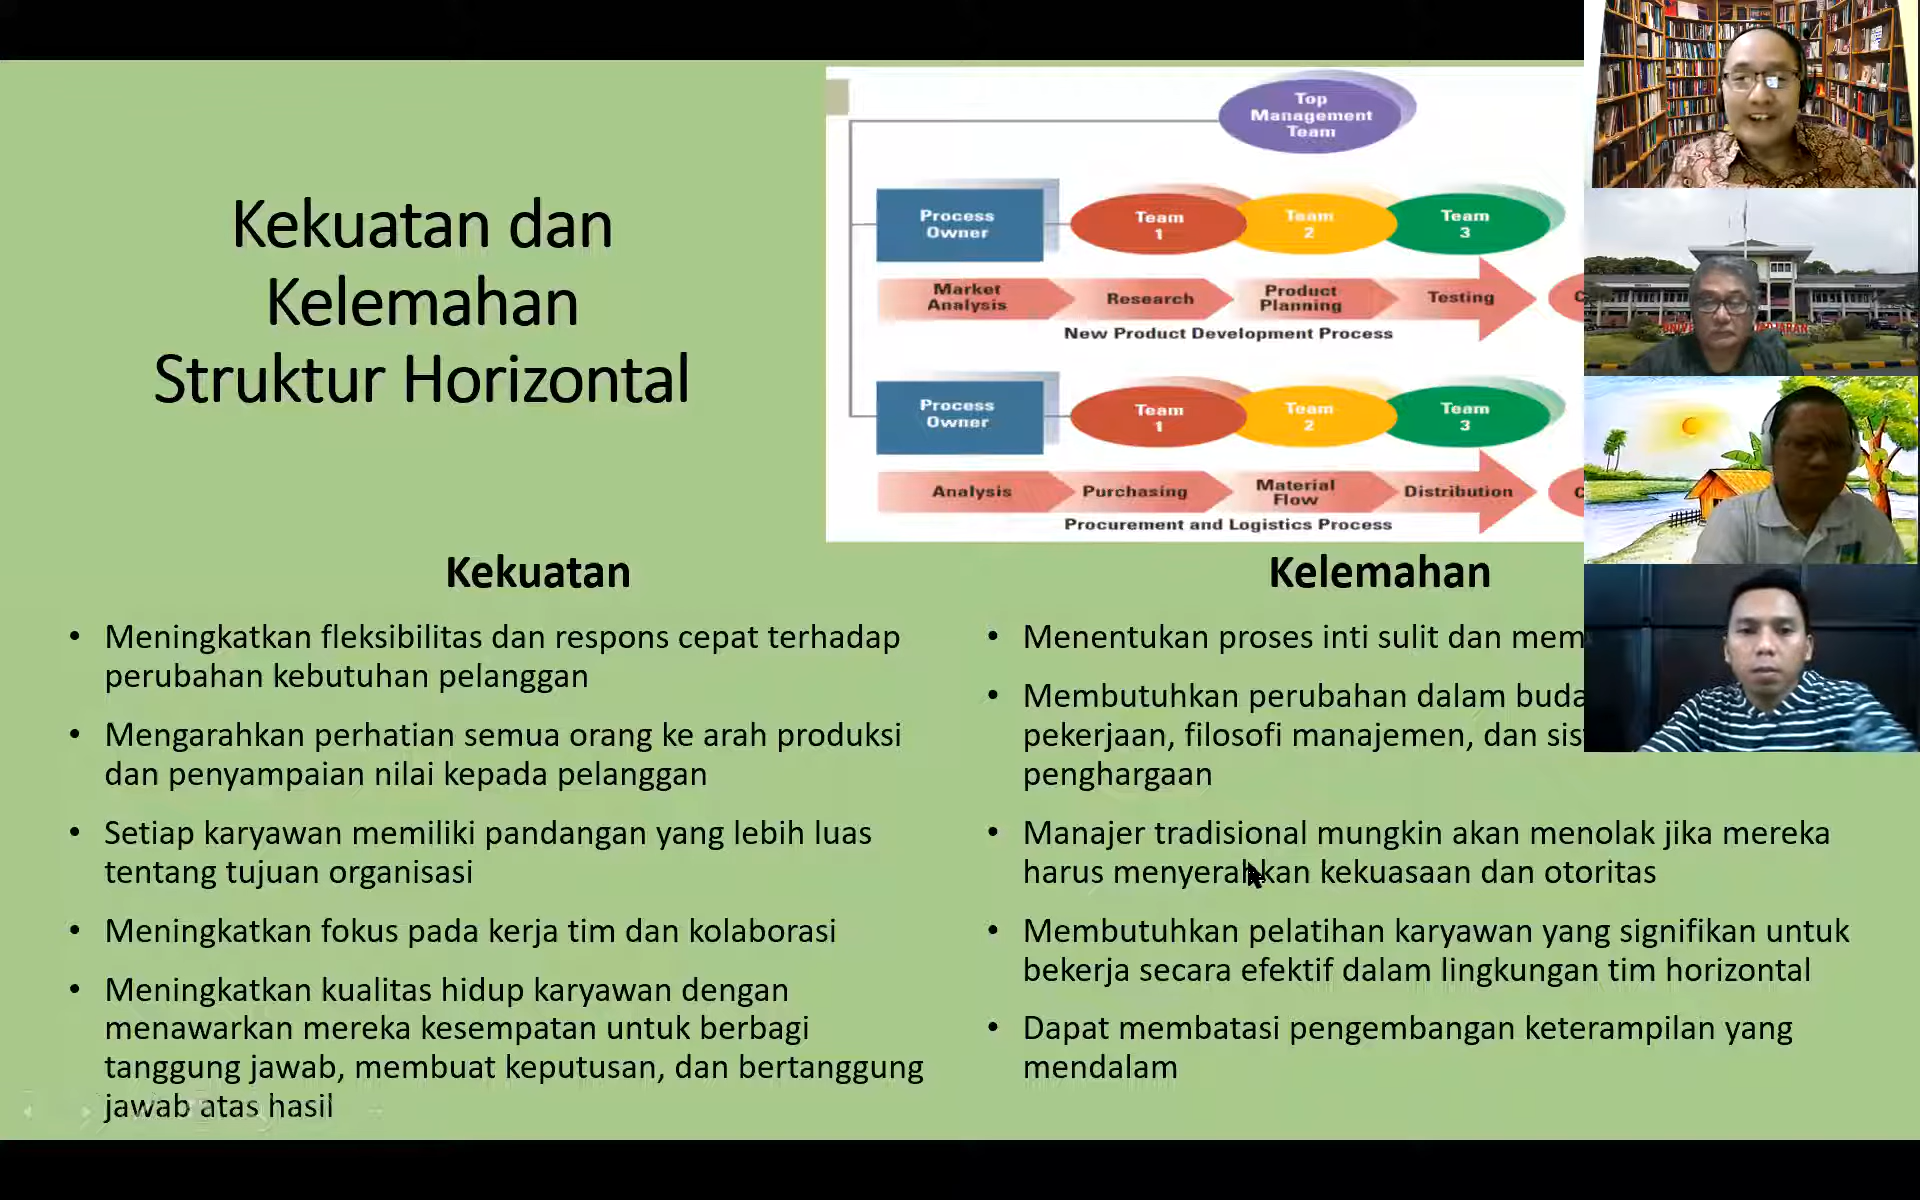 Kekuatan dan
Kelemahan
Struktur Horizontal
Top
Management
Team
Process
Owner
Team
1
Team
2
Team
3
Market
Analysis
Research
Product
Planning
Testing
New Product Development Process
Process
Owner
Team
1
Team
2
Team
3
Analysis
Purchasing
Material
Flow
Distribution
Procurement and Logistics Process
Kekuatan
• Meningkatkan fleksibilitas dan respons cepat terhadap
perubahan kebutuhan pelanggan
• Mengarahkan perhatian semua orang ke arah produksi
dan penyampaian nilai kepada pelanggan
• Setiap karyawan memiliki pandangan yang lebih luas
tentang tujuan organisasi
• Meningkatkan fokus pada kerja tim dan kolaborasi
• Meningkatkan kualitas hidup karyawan dengan
menawarkan mereka kesempatan untuk berbagi
tanggung jawab, membuat keputusan, dan bertanggung
jawab atas hasil
Kelemahan
• Menentukan proses inti sulit dan
• Membutuhkan perubahan dalam
pekerjaan, filosofi manajemen, dan
penghargaan
• Manajer tradisional mungkin akan menolak jika mereka
harus menyerahkan kekuasaan dan otoritas
• Membutuhkan pelatihan karyawan yang signifikan untuk
bekerja secara efektif dalam lingkungan tim horizontal
• Dapat membatasi pengembangan keterampilan yang
mendalam